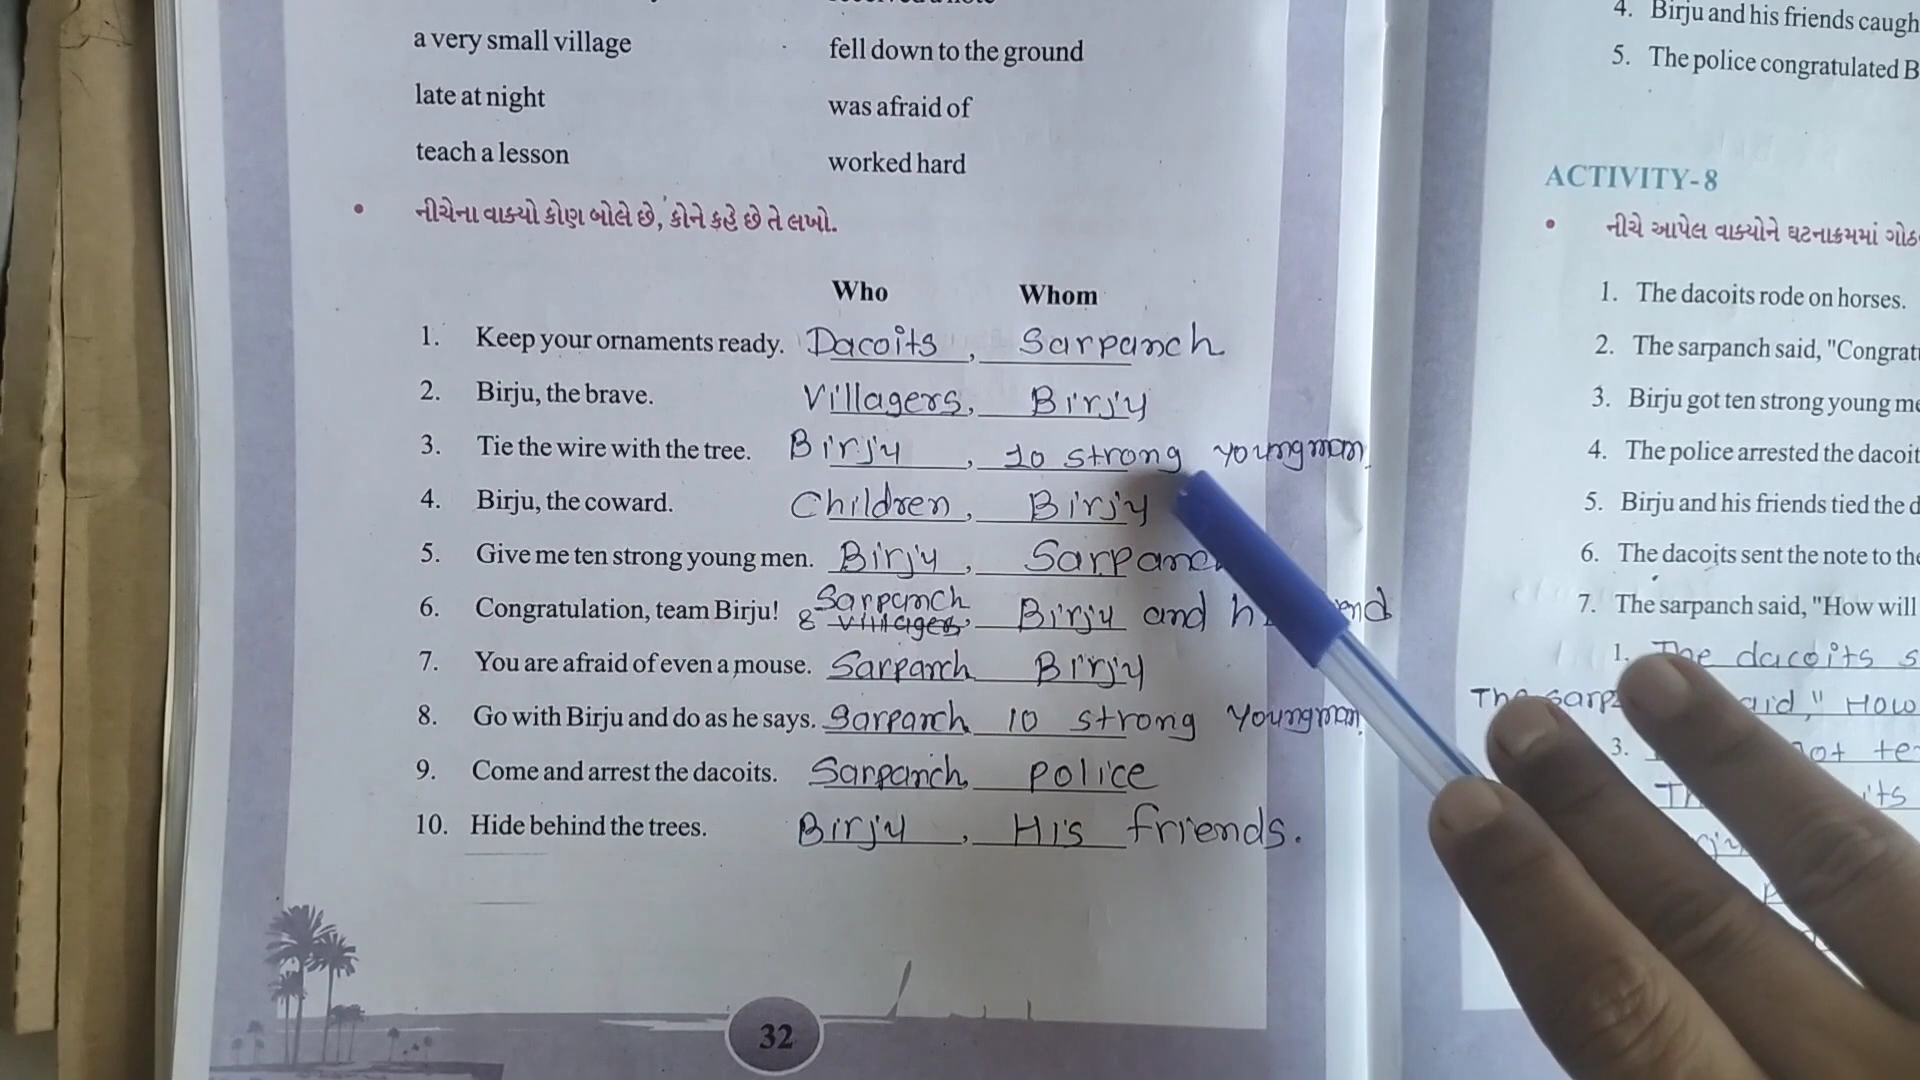 a very small village
fell down to the ground
late at night
was afraid of
teach a lesson
worked hard
• નીચેના વાક્યો કોણ બોલે છે, કોને કહે છે તે લખો.
Who Whom
1. Keep your ornaments ready. Dacoits, Sarpanch
2. Birju, the brave. Villagers, Birju
3. Tie the wire with the tree. Birju, 10 strong youngman.
4. Birju, the coward. Children, Birju
5. Give me ten strong young men. Birju,
6. Congratulation, team Birju! Sarpanch & villagers, Birju and
7. You are afraid of even a mouse. Sarpanch Birju
8. Go with Birju and do as he says. Sarpanch 10 strong Youngman.
9. Come and arrest the dacoits. Sarpanch, police
10. Hide behind the trees. Birju, His friends.
32
4. Birju and his friends caugh
5. The police congratulated B
ACTIVITY-8
• નીચે આપેલ વાક્યોને ઘટનાક્રમમાં ગોઠ
1. The dacoits rode on horses.
2. The sarpanch said, "Congrat
3. Birju got ten strong young m
4. The police arrested the dacoit
5. Birju and his friends tied the d
6. The dacoits sent the note to the
7. The sarpanch said, "How will
1. The dacoits s
The sarp aid," How
3. got te